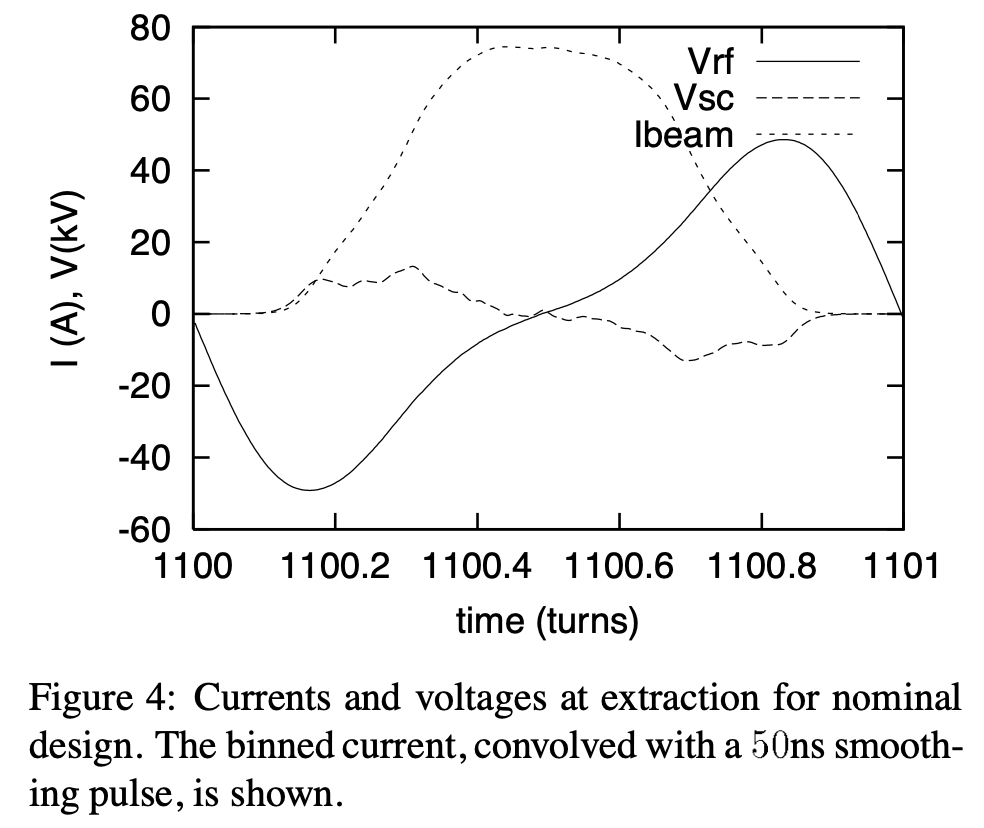 80
60
40
20
0
-20
-40
-60
I (A), V(kV)
Vrf
Vsc
Ibeam
1100 1100.2 1100.4 1100.6 1100.8 1101
time (turns)
Figure 4: Currents and voltages at extraction for nominal
design. The binned current, convolved with a 50ns smooth-
ing pulse, is shown.